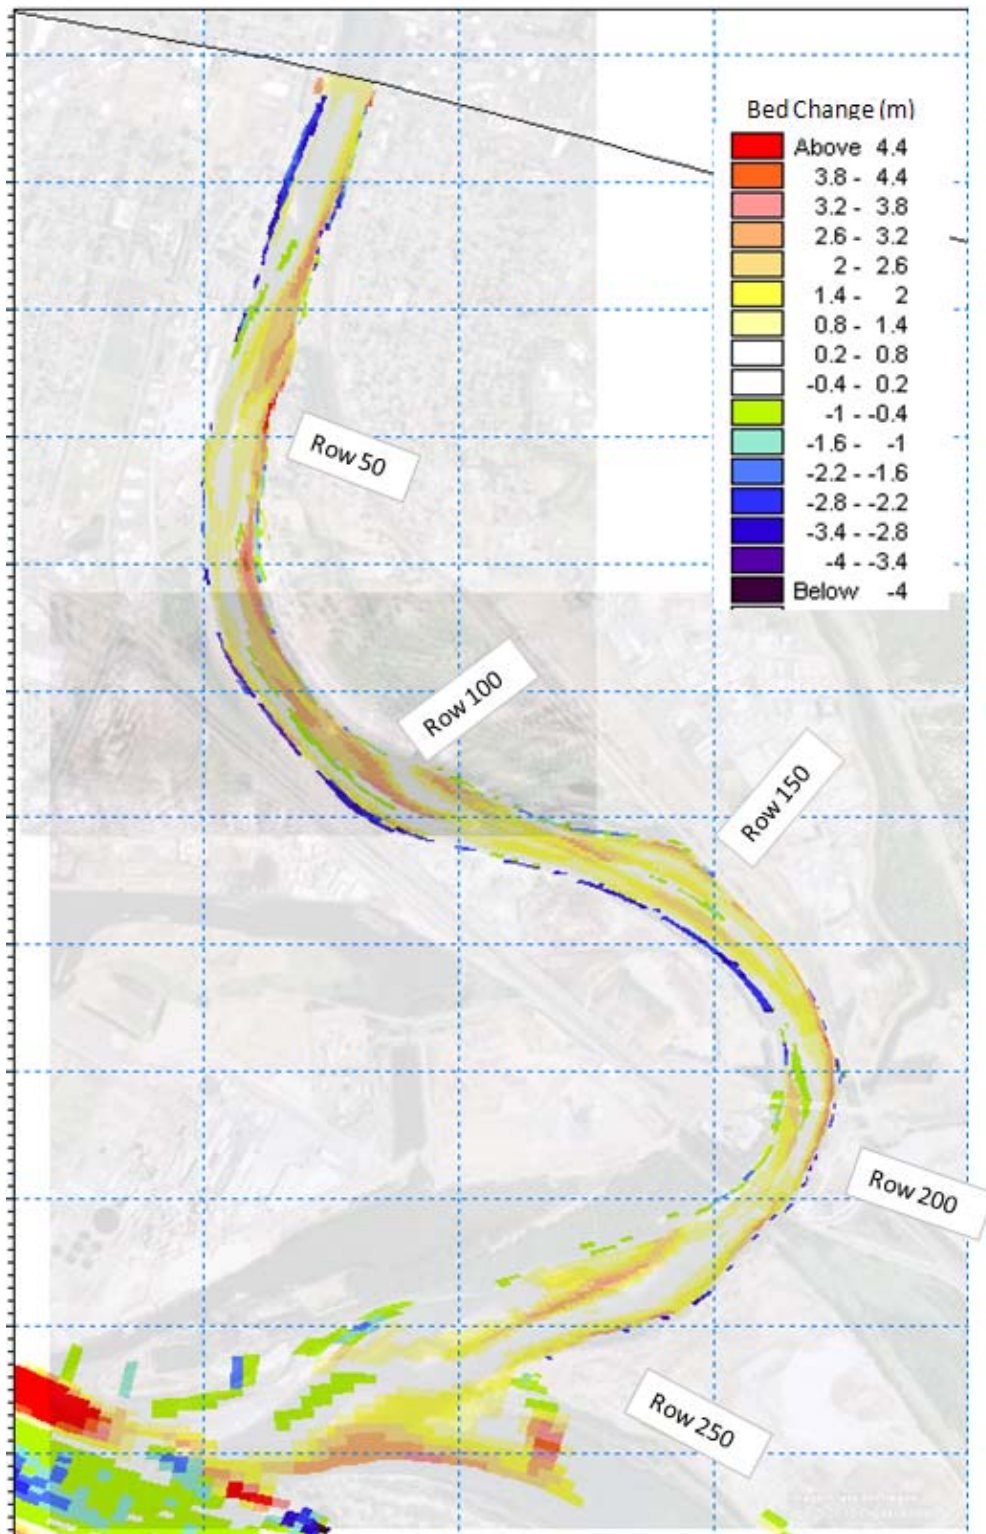 Bed Change (m)
Above 4.4
3.8 - 4.4
3.2 - 3.8
2.6 - 3.2
2 - 2.6
1.4 - 2
0.8 - 1.4
0.2 - 0.8
-0.4 - 0.2
-1 - -0.4
-1.6 - -1
-2.2 - -1.6
-2.8 - -2.2
-3.4 - -2.8
-4 - -3.4
Below -4
Row 50
Row 100
Row 150
Row 200
Row 250